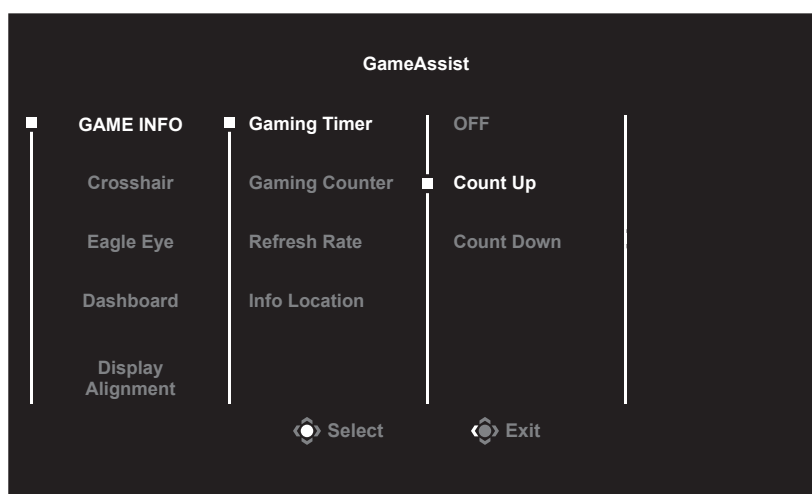 GameAssist
GAME INFO
Gaming Timer
OFF
Crosshair
Gaming Counter
Count Up
Eagle Eye
Refresh Rate
Count Down
Dashboard
Info Location
Display
Alignment
Select
Exit